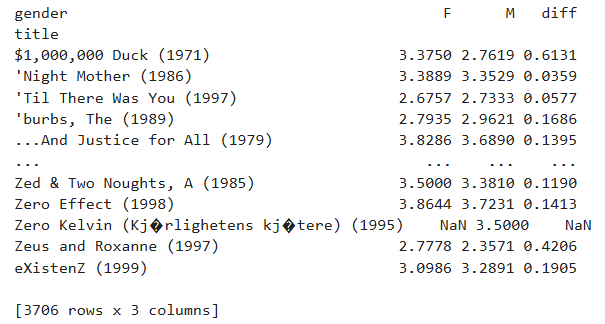 gender F M diff
title
$1,000,000 Duck (1971) 3.3750 2.7619 0.6131
'Night Mother (1986) 3.3889 3.3529 0.0359
'Til There Was You (1997) 2.6757 2.7333 0.0577
'burbs, The (1989) 2.7935 2.9621 0.1686
...And Justice for All (1979) 3.8286 3.6890 0.1395
... ... ... ...
Zed & Two Noughts, A (1985) 3.5000 3.3810 0.1190
Zero Effect (1998) 3.8644 3.7231 0.1413
Zero Kelvin (Kj�rlighetens kj�tere) (1995) NaN 3.5000 NaN
Zeus and Roxanne (1997) 2.7778 2.3571 0.4206
eXistenZ (1999) 3.0986 3.2891 0.1905
[3706 rows x 3 columns]